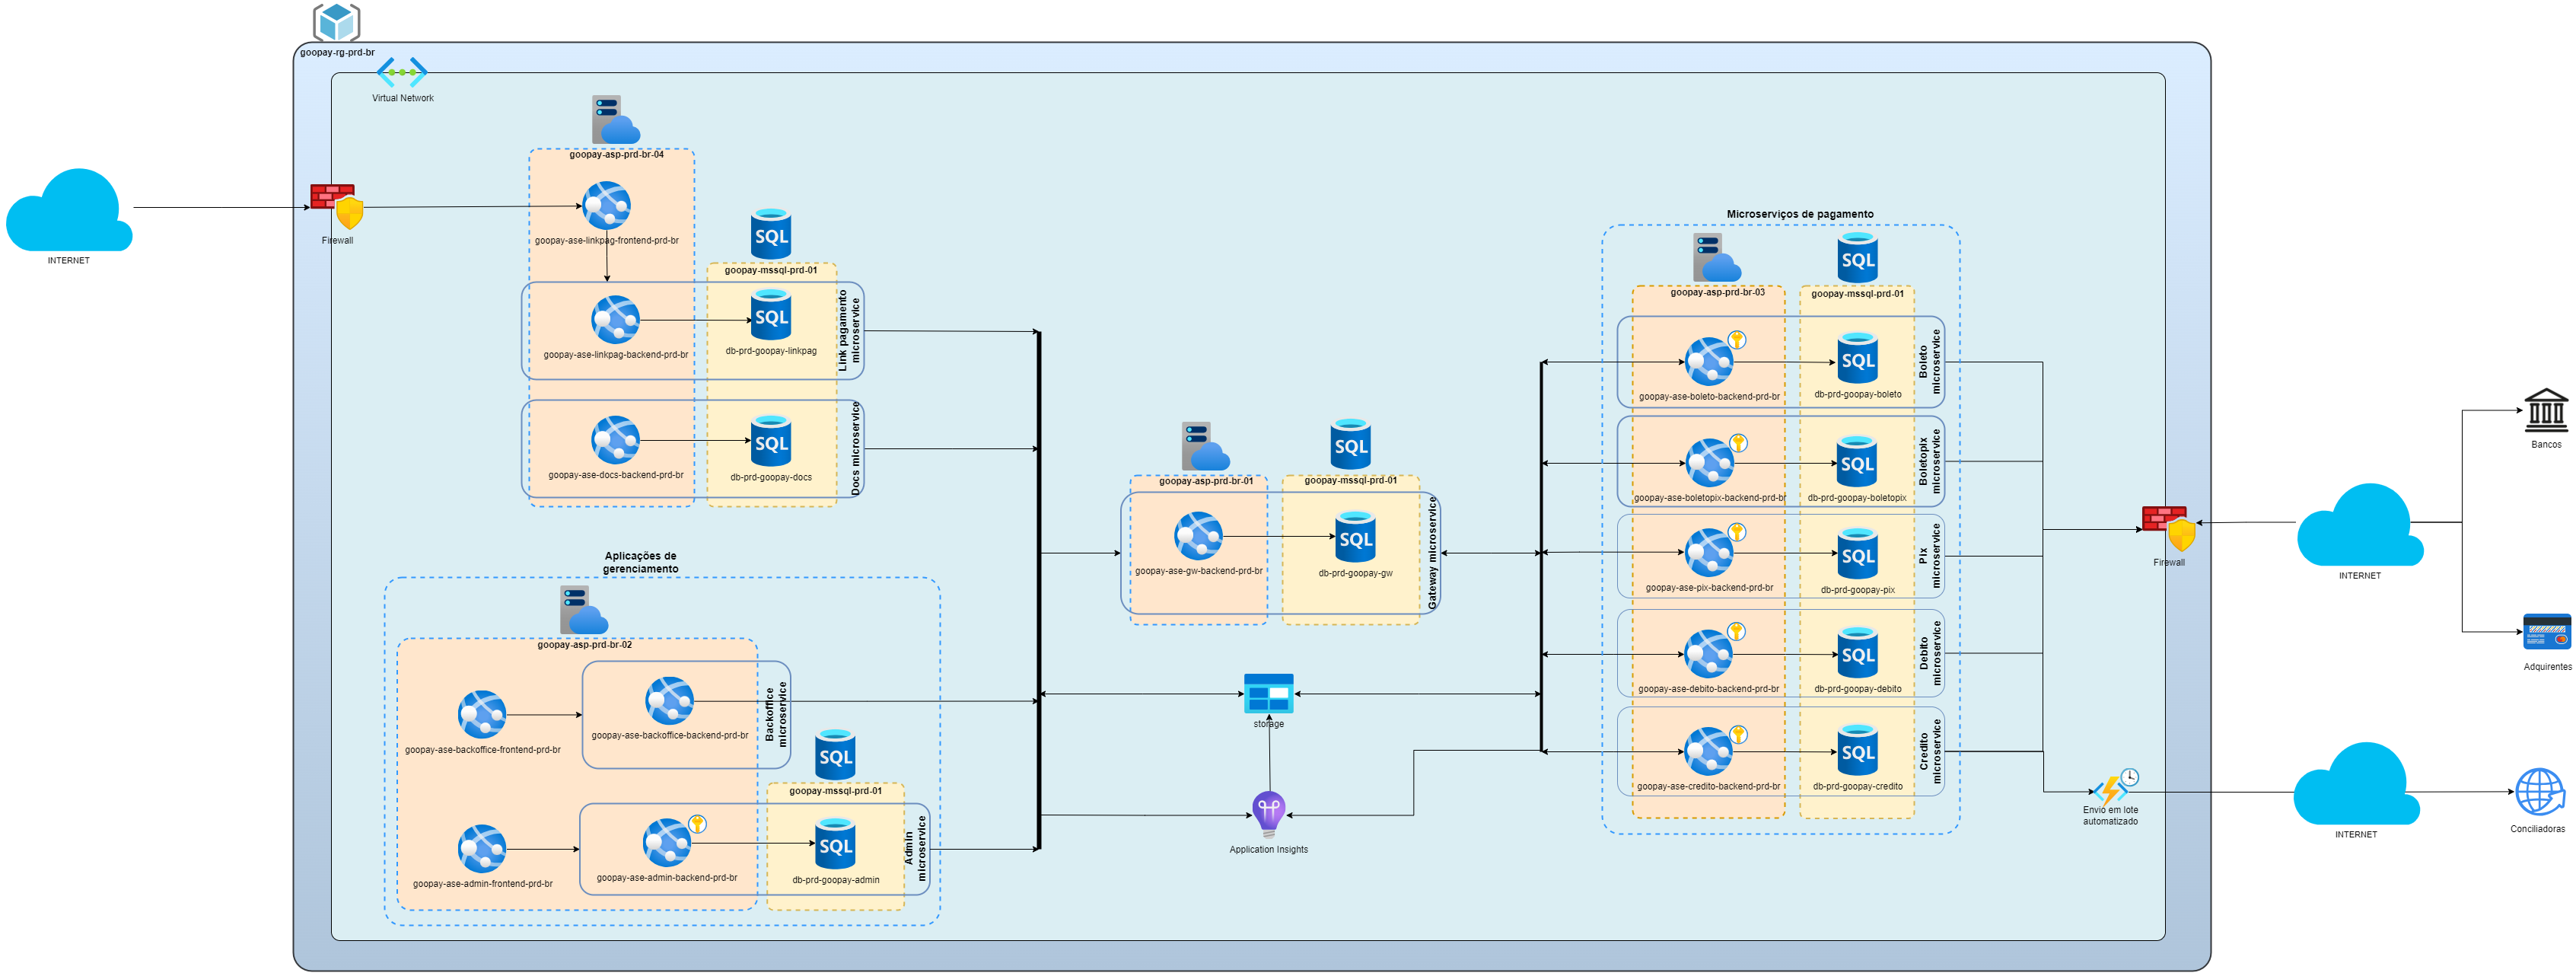 goopay-rg-prd-br
Virtual Network
INTERNET
Firewall
goopay-asp-prd-br-04
goopay-ase-linkpag-frontend-prd-br
goopay-mssql-prd-01
goopay-ase-linkpag-backend-prd-br
db-prd-goopay-linkpag
Link pagamento
microservice
goopay-ase-docs-backend-prd-br
db-prd-goopay-docs
Docs microservice
Aplicações de
gerenciamento
goopay-asp-prd-br-02
goopay-ase-backoffice-frontend-prd-br
goopay-ase-backoffice-backend-prd-br
Backoffice
microservice
goopay-mssql-prd-01
goopay-ase-admin-frontend-prd-br
goopay-ase-admin-backend-prd-br
db-prd-goopay-admin
Admin
microservice
goopay-asp-prd-br-01
goopay-mssql-prd-01
goopay-ase-gw-backend-prd-br
db-prd-goopay-gw
Gateway microservice
storage
Application Insights
Microserviços de pagamento
goopay-asp-prd-br-03
goopay-mssql-prd-01
goopay-ase-boleto-backend-prd-br
db-prd-goopay-boleto
Boleto
microservice
goopay-ase-boletopix-backend-prd-br
db-prd-goopay-boletopix
Boletopix
microservice
goopay-ase-pix-backend-prd-br
db-prd-goopay-pix
Pix
microservice
goopay-ase-debito-backend-prd-br
db-prd-goopay-debito
Debito
microservice
goopay-ase-credito-backend-prd-br
db-prd-goopay-credito
Credito
microservice
Firewall
Envio em lote
automatizado
INTERNET
INTERNET
Bancos
Adquirentes
Conciliadoras
SQL
SQL
SQL
SQL
SQL
SQL
SQL
SQL
SQL
SQL
SQL
SQL
SQL